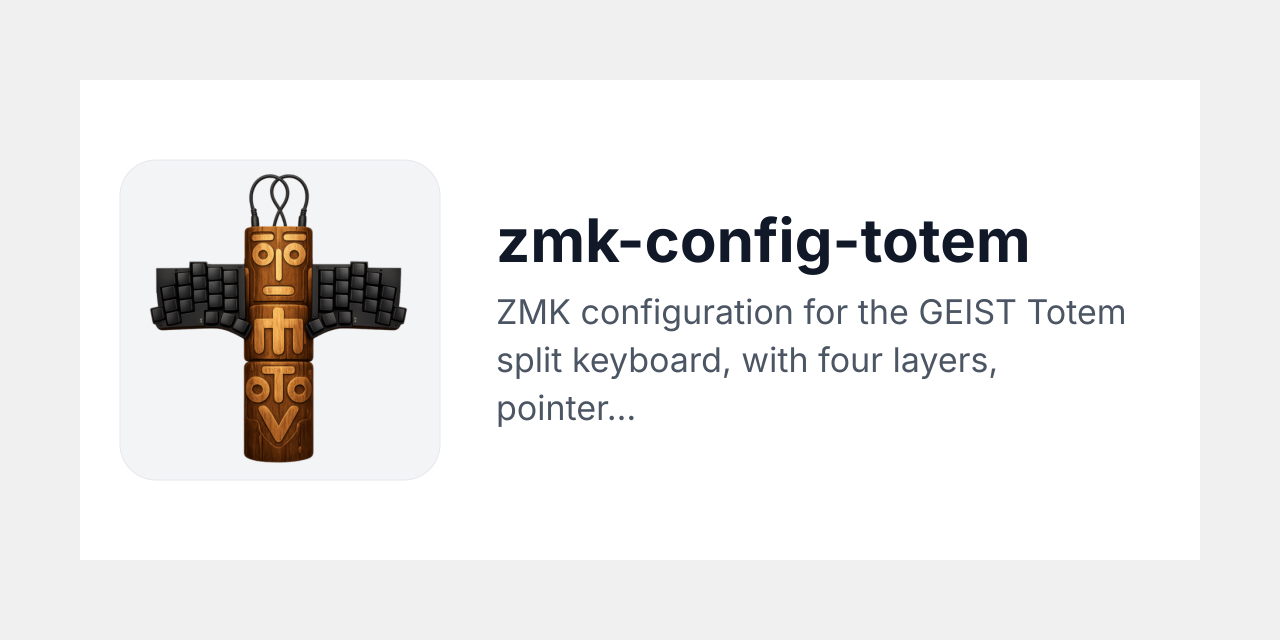 zmk-config-totem
ZMK configuration for the GEIST Totem
split keyboard, with four layers,
pointer...